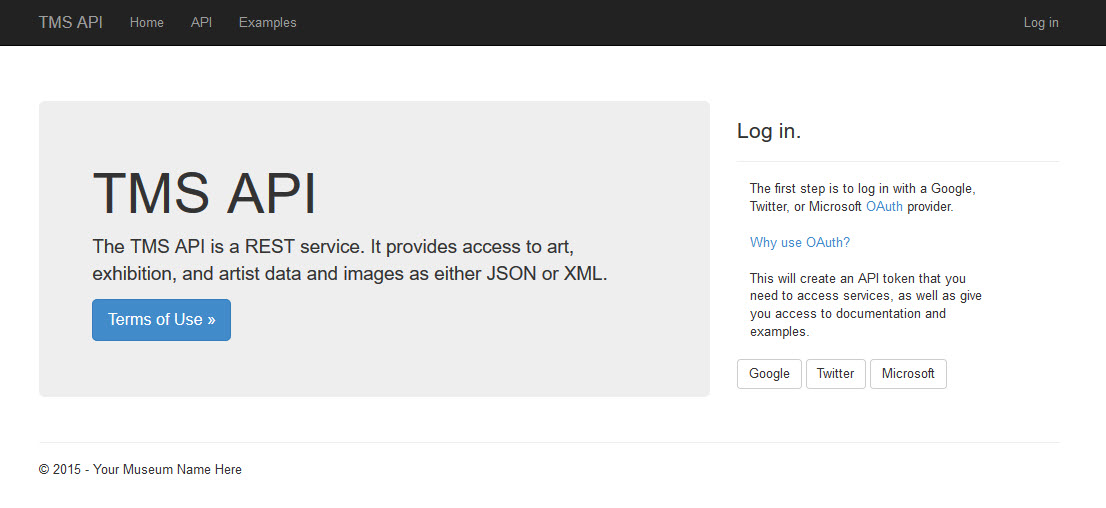 TMS API Home API Examples Log in
TMS API
The TMS API is a REST service. It provides access to art,
exhibition, and artist data and images as either JSON or XML.
Terms of Use »
Log in.
The first step is to log in with a Google,
Twitter, or Microsoft OAuth provider.
Why use OAuth?
This will create an API token that you
need to access services, as well as give
you access to documentation and
examples.
Google Twitter Microsoft
© 2015 - Your Museum Name Here